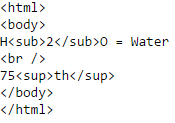 <html>
<body>
H<sub>2</sub>O = Water
<br />
75<sup>th</sup>
</body>
</html>